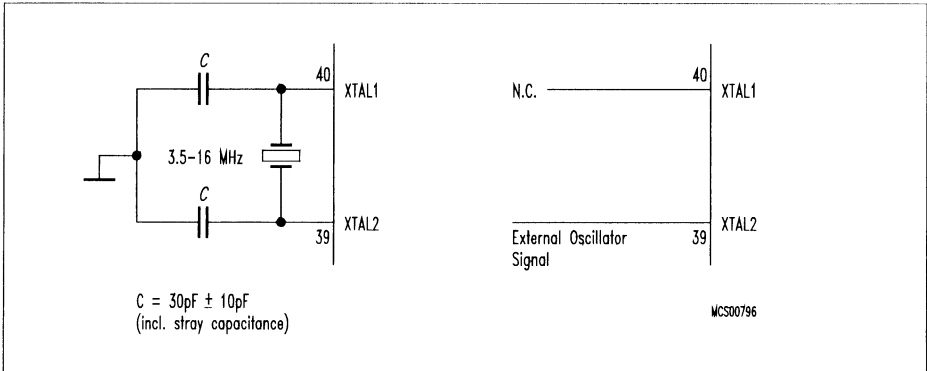 C
40
XTAL1
3.5-16 MHz
C
XTAL2
39
C = 30pF ± 10pF
(incl. stray capacitance)
N.C.
40
XTAL1
XTAL2
External Oscillator
39
Signal
MCS00796